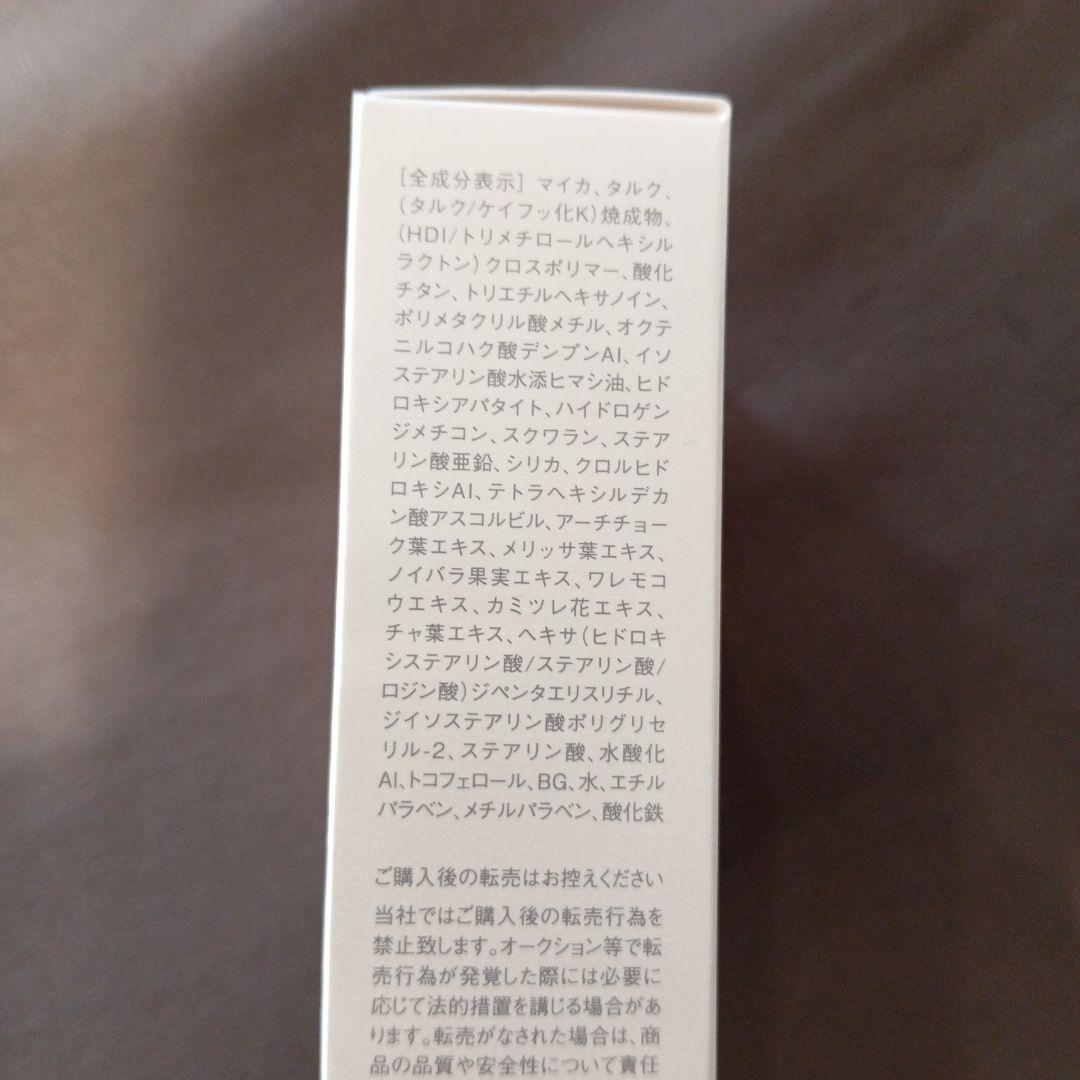 [全成分表示] マイカ、タルク、
(タルク/ケイフッ化K)焼成物、
(HDI/トリメチロールヘキシル
ラクトン)クロスポリマー、酸化
チタン、トリエチルヘキサノイン、
ポリメタクリル酸メチル、オクテ
ニルコハク酸デンプンAl、イソ
ステアリン酸水添ヒマシ油、ヒド
ロキシアパタイト、ハイドロゲン
ジメチコン、スクワラン、ステア
リン酸亜鉛、シリカ、クロルヒド
ロキシAl、テトラヘキシルデカ
ン酸アスコルビル、アーチチョー
ク葉エキス、メリッサ葉エキス、
ノイバラ果実エキス、ワレモコ
ウエキス、カミツレ花エキス、
チャ葉エキス、ヘキサ(ヒドロキ
システアリン酸/ステアリン酸/
ロジン酸)ジペンタエリスリチル、
ジイソステアリン酸ポリグリセ
リル-2、ステアリン酸、水酸化
Al、トコフェロール、BG、水、エチル
パラベン、メチルパラベン、酸化鉄
ご購入後の転売はお控えください
当社ではご購入後の転売行為を
禁止致します。オークション等で転
売行為が発覚した際には必要に
応じて法的措置を講じる場合があ
ります。転売がなされた場合は、商
品の品質や安全性について責任